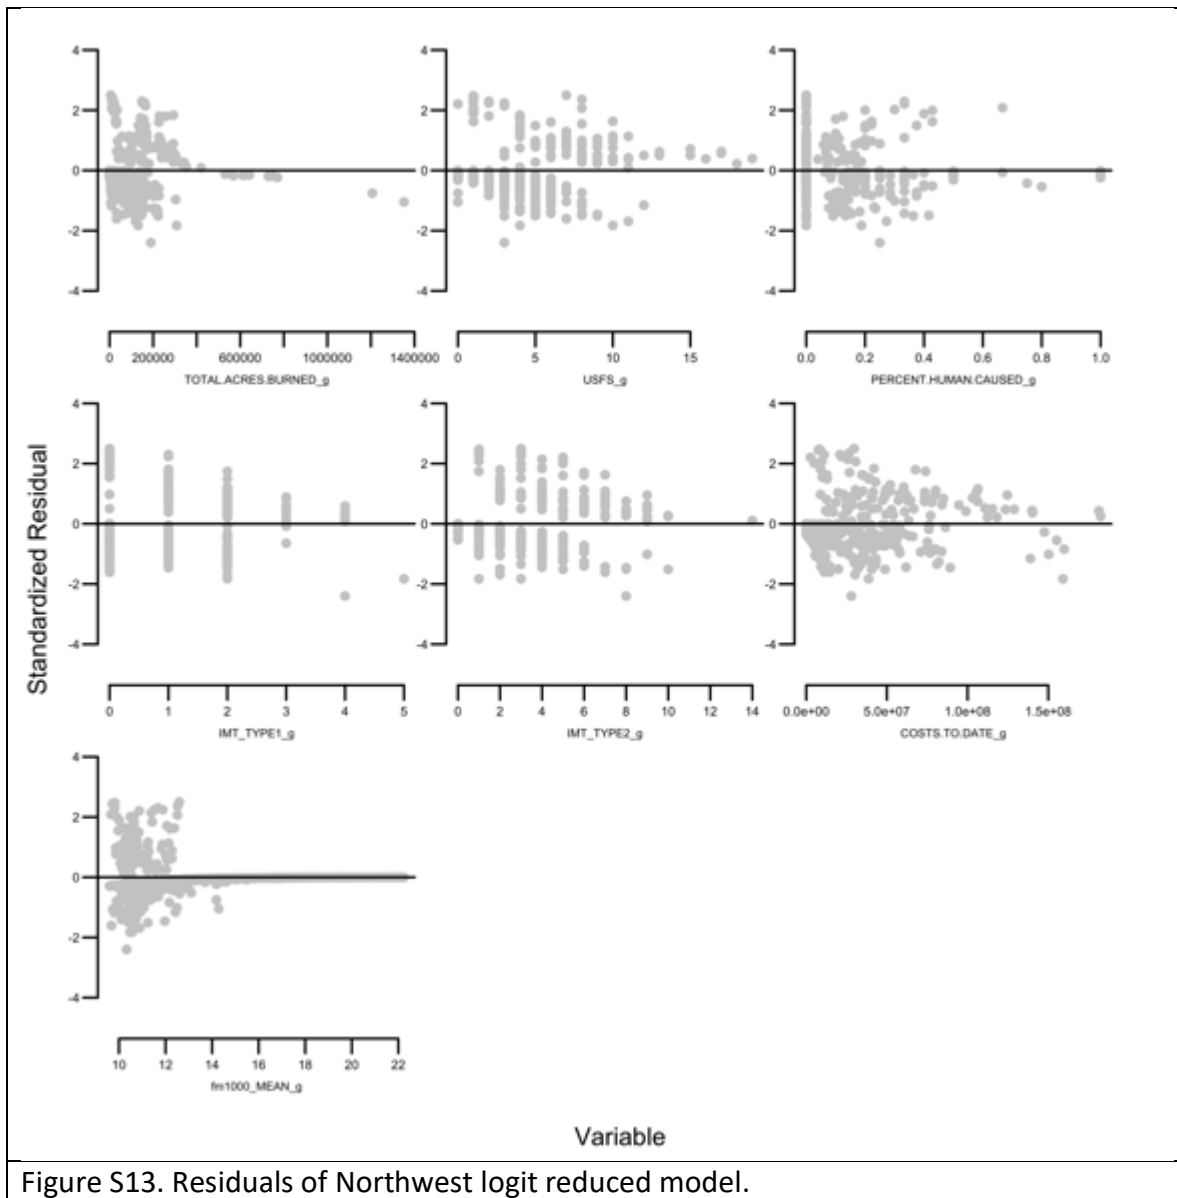 4 4 4
2 2 2
0 0 0
-2 -2 -2
-4 -4 -4
0 200000 600000 1000000 1400000 0 5 10 15 0.0 0.2 0.4 0.6 0.8 1.0
TOTAL.ACRES.BURNED_g USFS_g PERCENT.HUMAN.CAUSED_g
Standardized Residual
4 4 4
2 2 2
0 0 0
-2 -2 -2
-4 -4 -4
0 1 2 3 4 5 0 2 4 6 8 10 12 14 0.0e+00 5.0e+07 1.0e+08 1.5e+08
IMT_TYPE1_g IMT_TYPE2_g COSTS.TO.DATE_g
4
2
0
-2
-4
10 12 14 16 18 20 22
fm1000_MEAN_g
Variable
Figure S13. Residuals of Northwest logit reduced model.